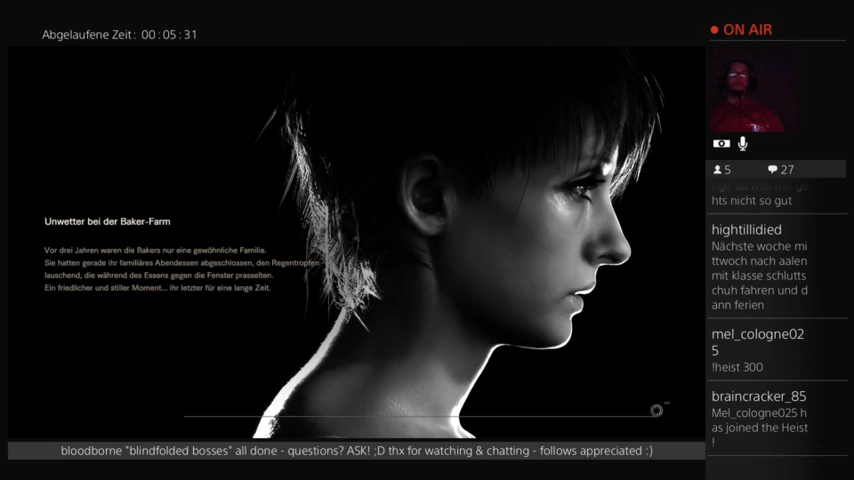 Abgelaufene Zeit: 00:05:31
ON AIR
5 27
hts nicht so gut
hightillidied
Nächste woche mi
ttwoch nach aalen
mit klasse schlutts
chuh fahren und d
ann ferien
mel_cologne02
5
!heist 300
braincracker_85
Mel_cologne025 h
as joined the Heist
!
Unwetter bei der Baker-Farm
Vor drei Jahren waren die Bakers nur eine gewöhnliche Familie.
Sie hatten gerade ihr familiäres Abendessen abgeschlossen, den Regentropfen
lauschend, die während des Essens gegen die Fenster prasselten.
Ein friedlicher und stiller Moment... ihr letzter für eine lange Zeit.
bloodborne "blindfolded bosses" all done - questions? ASK! ;D thx for watching & chatting - follows appreciated :)